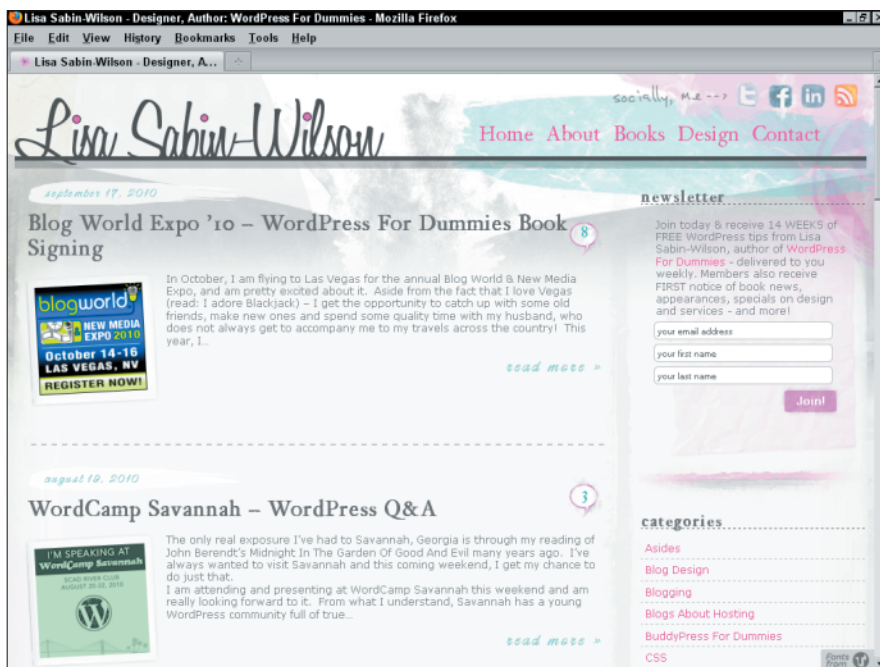 Lisa Sabin-Wilson - Designer, Author: WordPress For Dummies - Mozilla Firefox
File Edit View History Bookmarks Tools Help
Lisa Sabin-Wilson - Designer, A...
socially, me -->
Lisa Sabin-Wilson
Home About Books Design Contact
september 17, 2010
Blog World Expo '10 – WordPress For Dummies Book
Signing
8
blogworld
NEW MEDIA
EXPO 2010
October 14-16
LAS VEGAS, NV
REGISTER NOW!
In October, I am flying to Las Vegas for the annual Blog World & New Media
Expo, and am pretty excited about it. Aside from the fact that I love Vegas
(read: I adore Blackjack) – I get the opportunity to catch up with some old
friends, make new ones and spend some quality time with my husband, who
does not always get to accompany me to my travels across the country! This
year, I...
read more »
august 19, 2010
WordCamp Savannah – WordPress Q&A
3
I'M SPEAKING AT
WordCamp Savannah
SCAD RIVER CLUB
AUGUST 21-22, 2010
The only real exposure I've had to Savannah, Georgia is through my reading of
John Berendt's Midnight In The Garden Of Good And Evil many years ago. I've
always wanted to visit Savannah and this coming weekend, I get my chance to
do just that.
I am attending and presenting at WordCamp Savannah this weekend and am
really looking forward to it. From what I understand, Savannah has a young
WordPress community full of true...
read more »
newsletter
Join today & receive 14 WEEKS of
FREE WordPress tips from Lisa
Sabin-Wilson, author of WordPress
For Dummies - delivered to you
weekly. Members also receive
FIRST notice of book news,
appearances, specials on design
and services - and more!
your email address
your first name
your last name
Join!
categories
Asides
Blog Design
Blogging
Blogs About Hosting
BuddyPress For Dummies
CSS
Fonts
from